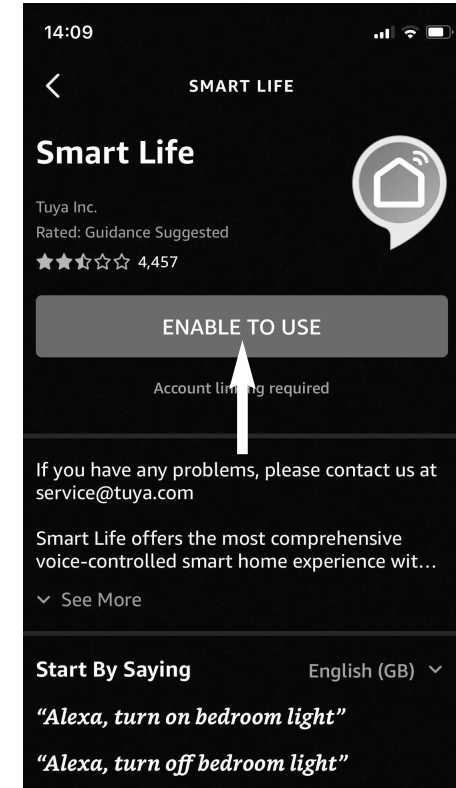 14:09
SMART LIFE
Smart Life
Tuya Inc.
Rated: Guidance Suggested
4,457
ENABLE TO USE
Account linking required
If you have any problems, please contact us at
service@tuya.com
Smart Life offers the most comprehensive
voice-controlled smart home experience wit…
See More
Start By Saying
English (GB)
“Alexa, turn on bedroom light”
“Alexa, turn off bedroom light”